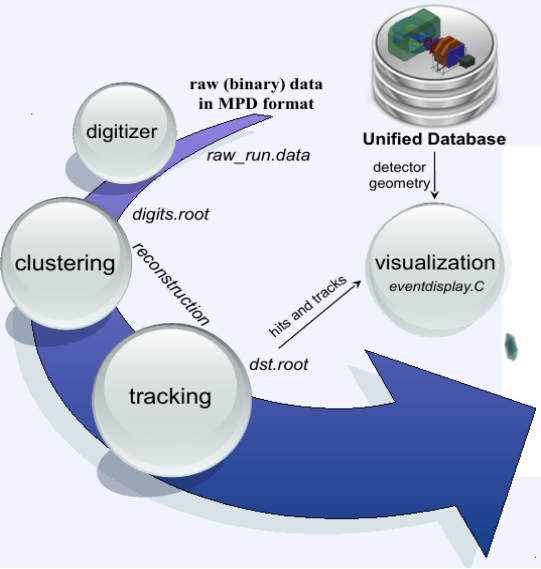 raw (binary) data
in MPD format
digitizer
raw_run.data
Unified Database
detector
geometry
digits.root
clustering
reconstruction
visualization
eventdisplay.C
hits and tracks
dst.root
tracking